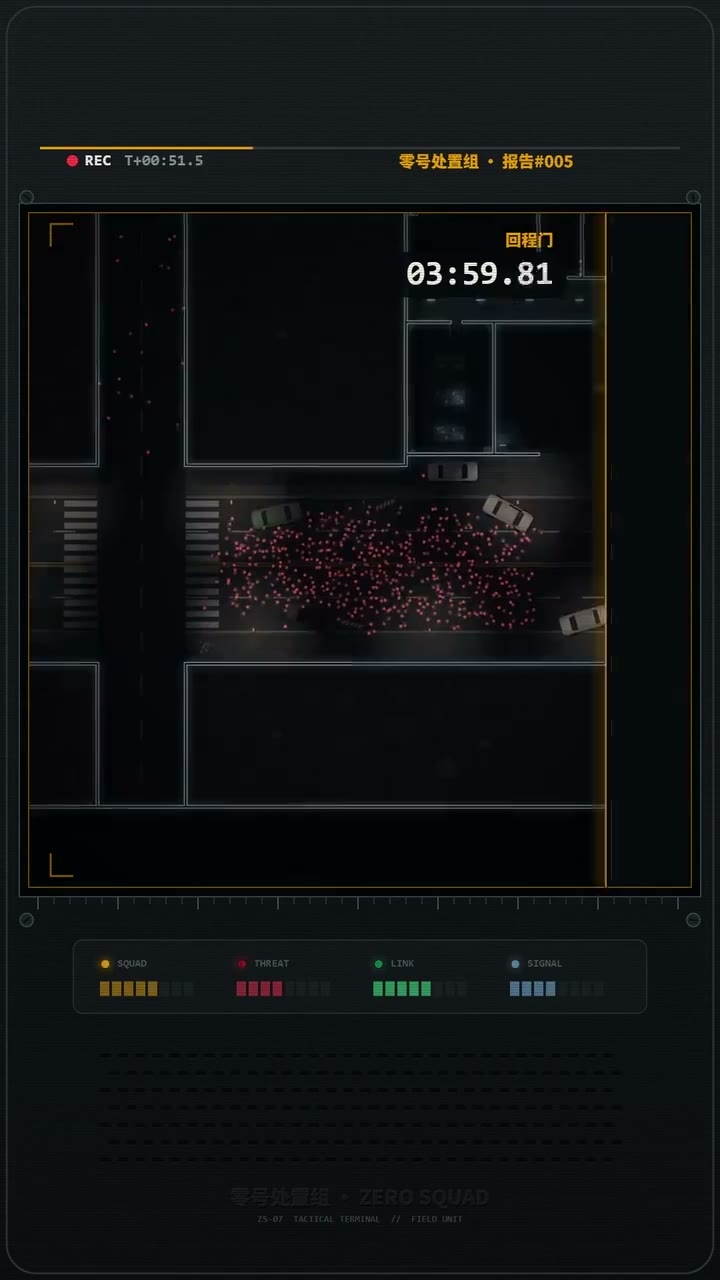 REC T+00:51.5
零号处置组 • 报告#005
回程门
03:59.81
SQUAD
THREAT
LINK
SIGNAL
零号处置组 • ZERO SQUAD
ZS-07 TACTICAL TERMINAL // FIELD UNIT